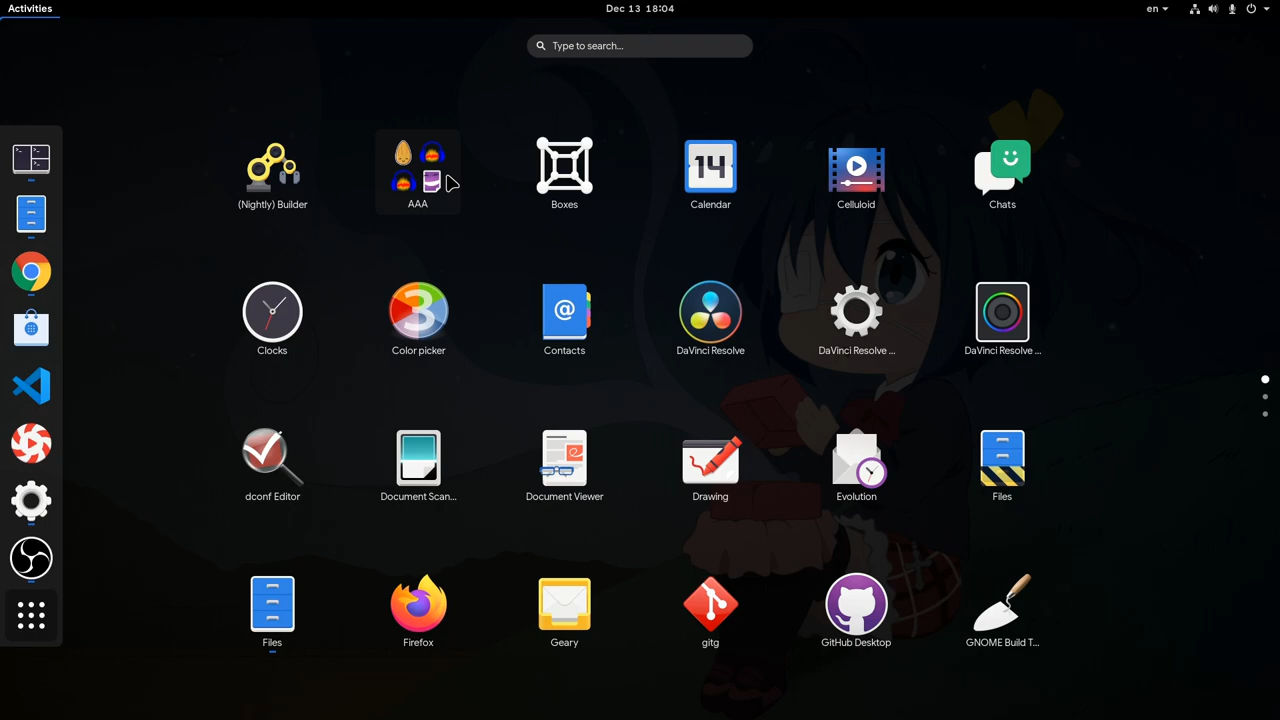 Activities
Dec 13 18:04
en
Type to search...
(Nightly) Builder
AAA
Boxes
14
Calendar
Celluloid
Chats
Clocks
3
Color picker
@
Contacts
DaVinci Resolve
DaVinci Resolve ...
DaVinci Resolve ...
dconf Editor
Document Scan...
Document Viewer
Drawing
Evolution
Files
Files
Firefox
Geary
gitg
GitHub Desktop
GNOME Build T...